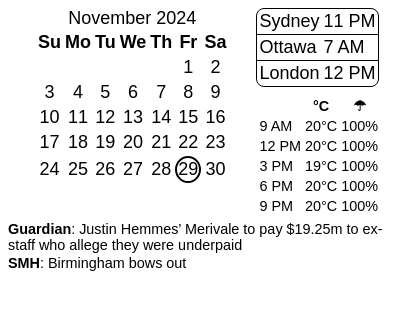 November 2024
Su Mo Tu We Th Fr Sa
1 2
3 4 5 6 7 8 9
10 11 12 13 14 15 16
17 18 19 20 21 22 23
24 25 26 27 28 29 30
Sydney 11 PM
Ottawa 7 AM
London 12 PM
°C ☂
9 AM 20°C 100%
12 PM 20°C 100%
3 PM 19°C 100%
6 PM 20°C 100%
9 PM 20°C 100%
Guardian: Justin Hemmes’ Merivale to pay $19.25m to ex-
staff who allege they were underpaid
SMH: Birmingham bows out